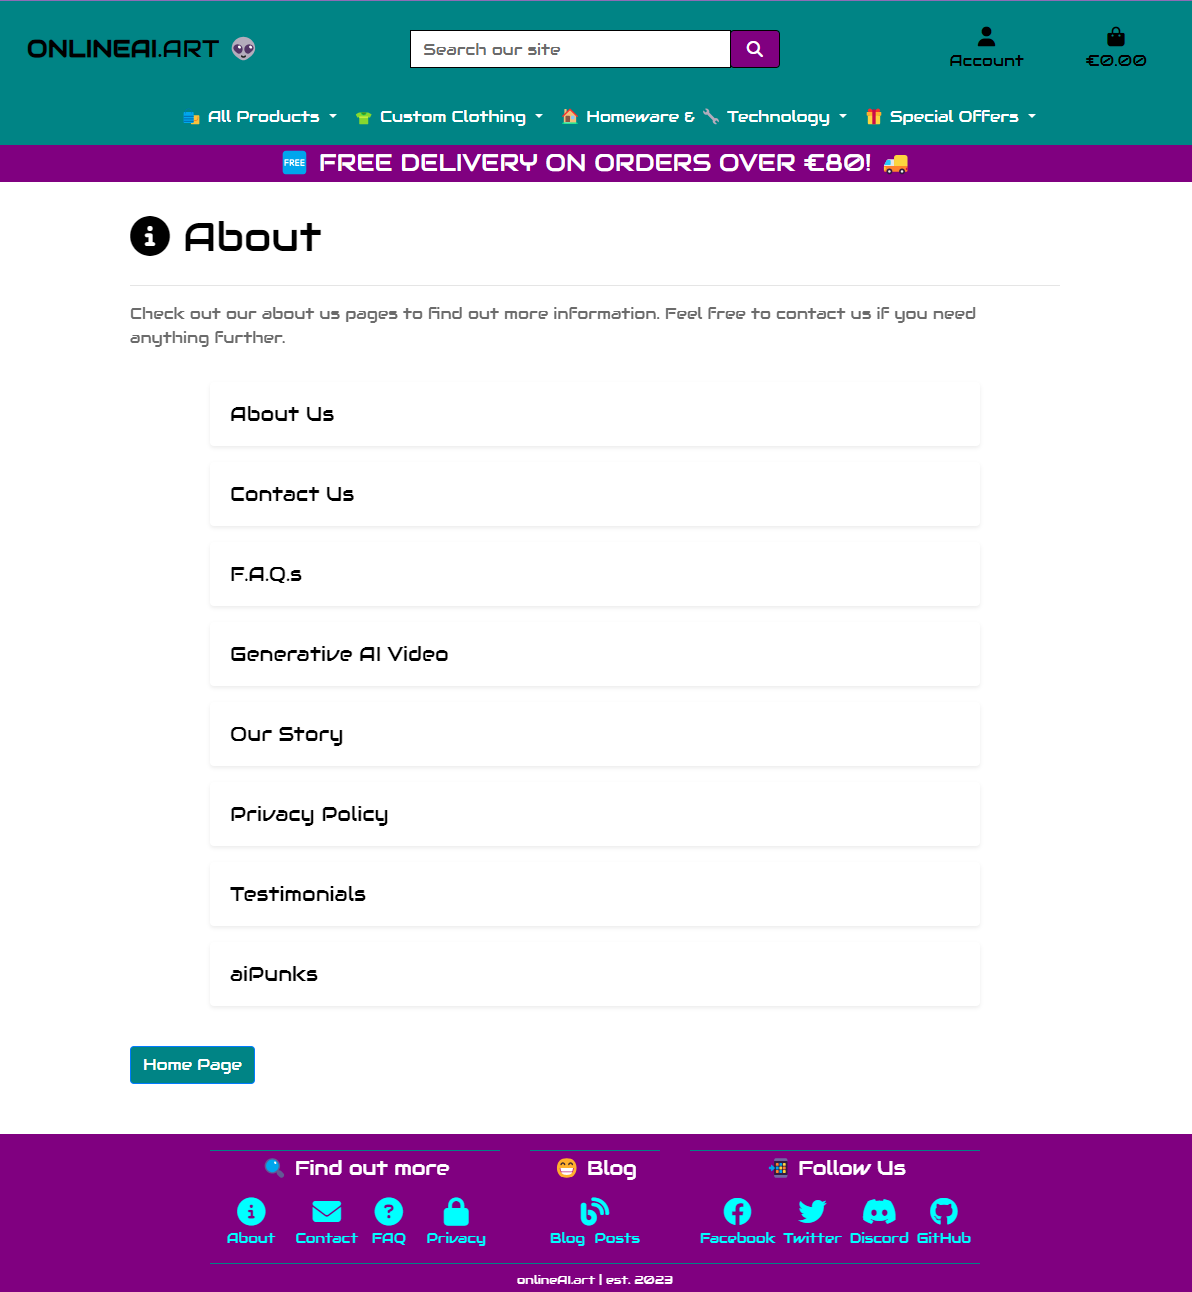 ONLINEAI.ART 👽
Search our site
Account
€0.00
All Products
Custom Clothing
Homeware & 🔧 Technology
Special Offers
🆓 FREE DELIVERY ON ORDERS OVER €80! 🚚
About
Check out our about us pages to find out more information. Feel free to contact us if you need
anything further.
About Us
Contact Us
F.A.Q.s
Generative AI Video
Our Story
Privacy Policy
Testimonials
aiPunks
Home Page
Find out more
About
Contact
FAQ
Privacy
Blog
Blog Posts
Follow Us
Facebook
Twitter
Discord
GitHub
onlineAI.art | est. 2023